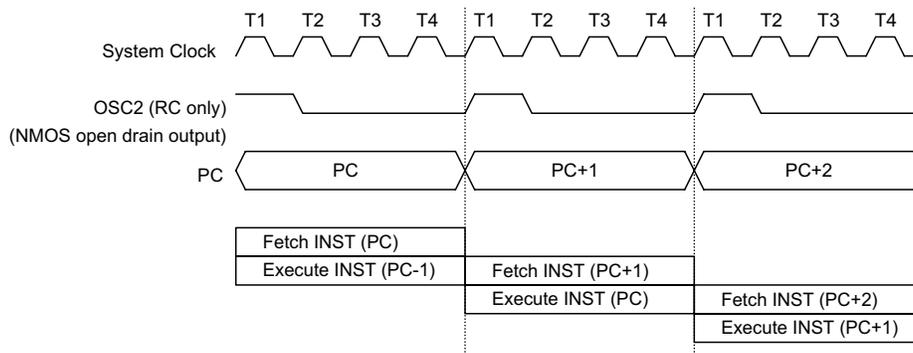 T1 T2 T3 T4 T1 T2 T3 T4 T1 T2 T3 T4
System Clock
OSC2 (RC only)
(NMOS open drain output)
PC PC PC+1 PC+2
Fetch INST (PC)
Execute INST (PC-1) Fetch INST (PC+1)
Execute INST (PC) Fetch INST (PC+2)
Execute INST (PC+1)